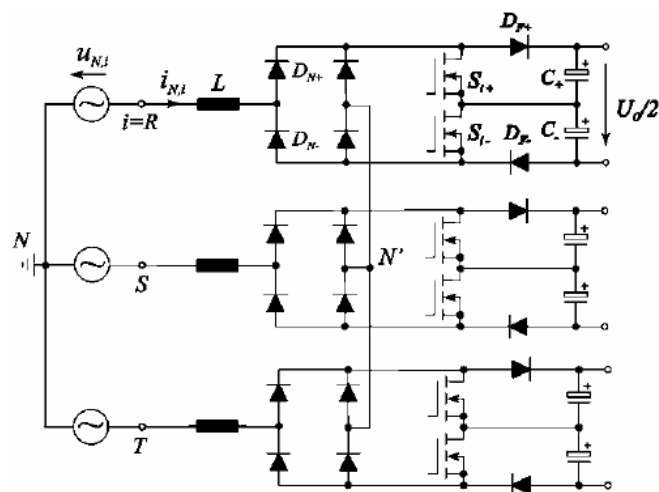 u_{N,i}
i_{N,i}
L
i=R
D_{N+}
D_{N-}
S_{i+}
S_{i-}
D_{F+}
D_{F-}
C_+
C_-
+
+
U_o/2
N
S
N'
+
+
T
+
+